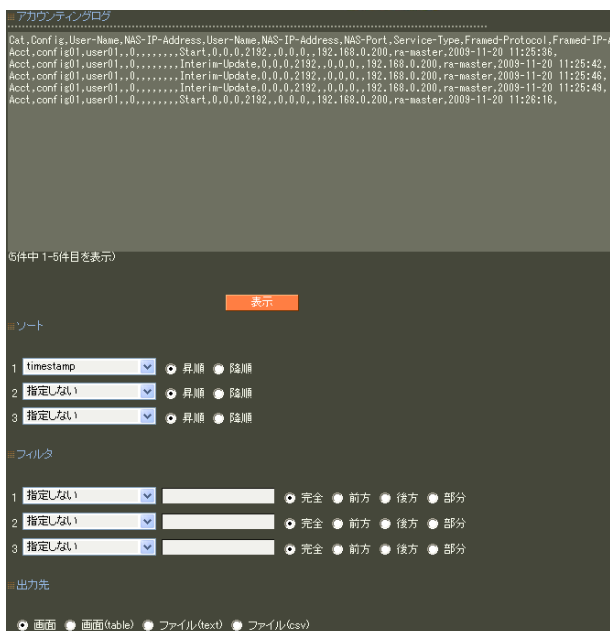 アカウンティングログ
Cat,Config,User-Name,NAS-IP-Address,User-Name,NAS-IP-Address,NAS-Port,Service-Type,Framed-Protocol,Framed-IP-A
Acct,config01,user01,,0,,,,,,,,Start,0,0,0,2192,,0,0,0,,192.168.0.200,ra-master,2009-11-20 11:25:36,
Acct,config01,user01,,0,,,,,,,,Interim-Update,0,0,0,2192,,0,0,0,,192.168.0.200,ra-master,2009-11-20 11:25:42,
Acct,config01,user01,,0,,,,,,,,Interim-Update,0,0,0,2192,,0,0,0,,192.168.0.200,ra-master,2009-11-20 11:25:46,
Acct,config01,user01,,0,,,,,,,,Interim-Update,0,0,0,2192,,0,0,0,,192.168.0.200,ra-master,2009-11-20 11:25:49,
Acct,config01,user01,,0,,,,,,,,Start,0,0,0,2192,,0,0,0,,192.168.0.200,ra-master,2009-11-20 11:26:16,
(5件中 1-5件目を表示)
表示
ソート
1 timestamp 昇順 降順
2 指定しない 昇順 降順
3 指定しない 昇順 降順
フィルタ
1 指定しない 完全 前方 後方 部分
2 指定しない 完全 前方 後方 部分
3 指定しない 完全 前方 後方 部分
出力先
画面 画面(table) ファイル(text) ファイル(csv)